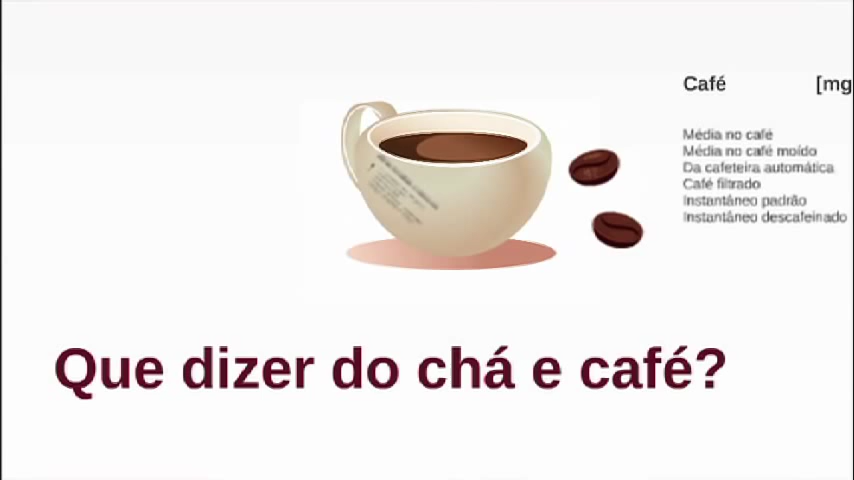 Café [mg
Média no café
Média no café moído
Da cafeteira automática
Café filtrado
Instantâneo padrão
Instantâneo descafeinado
Que dizer do chá e café?